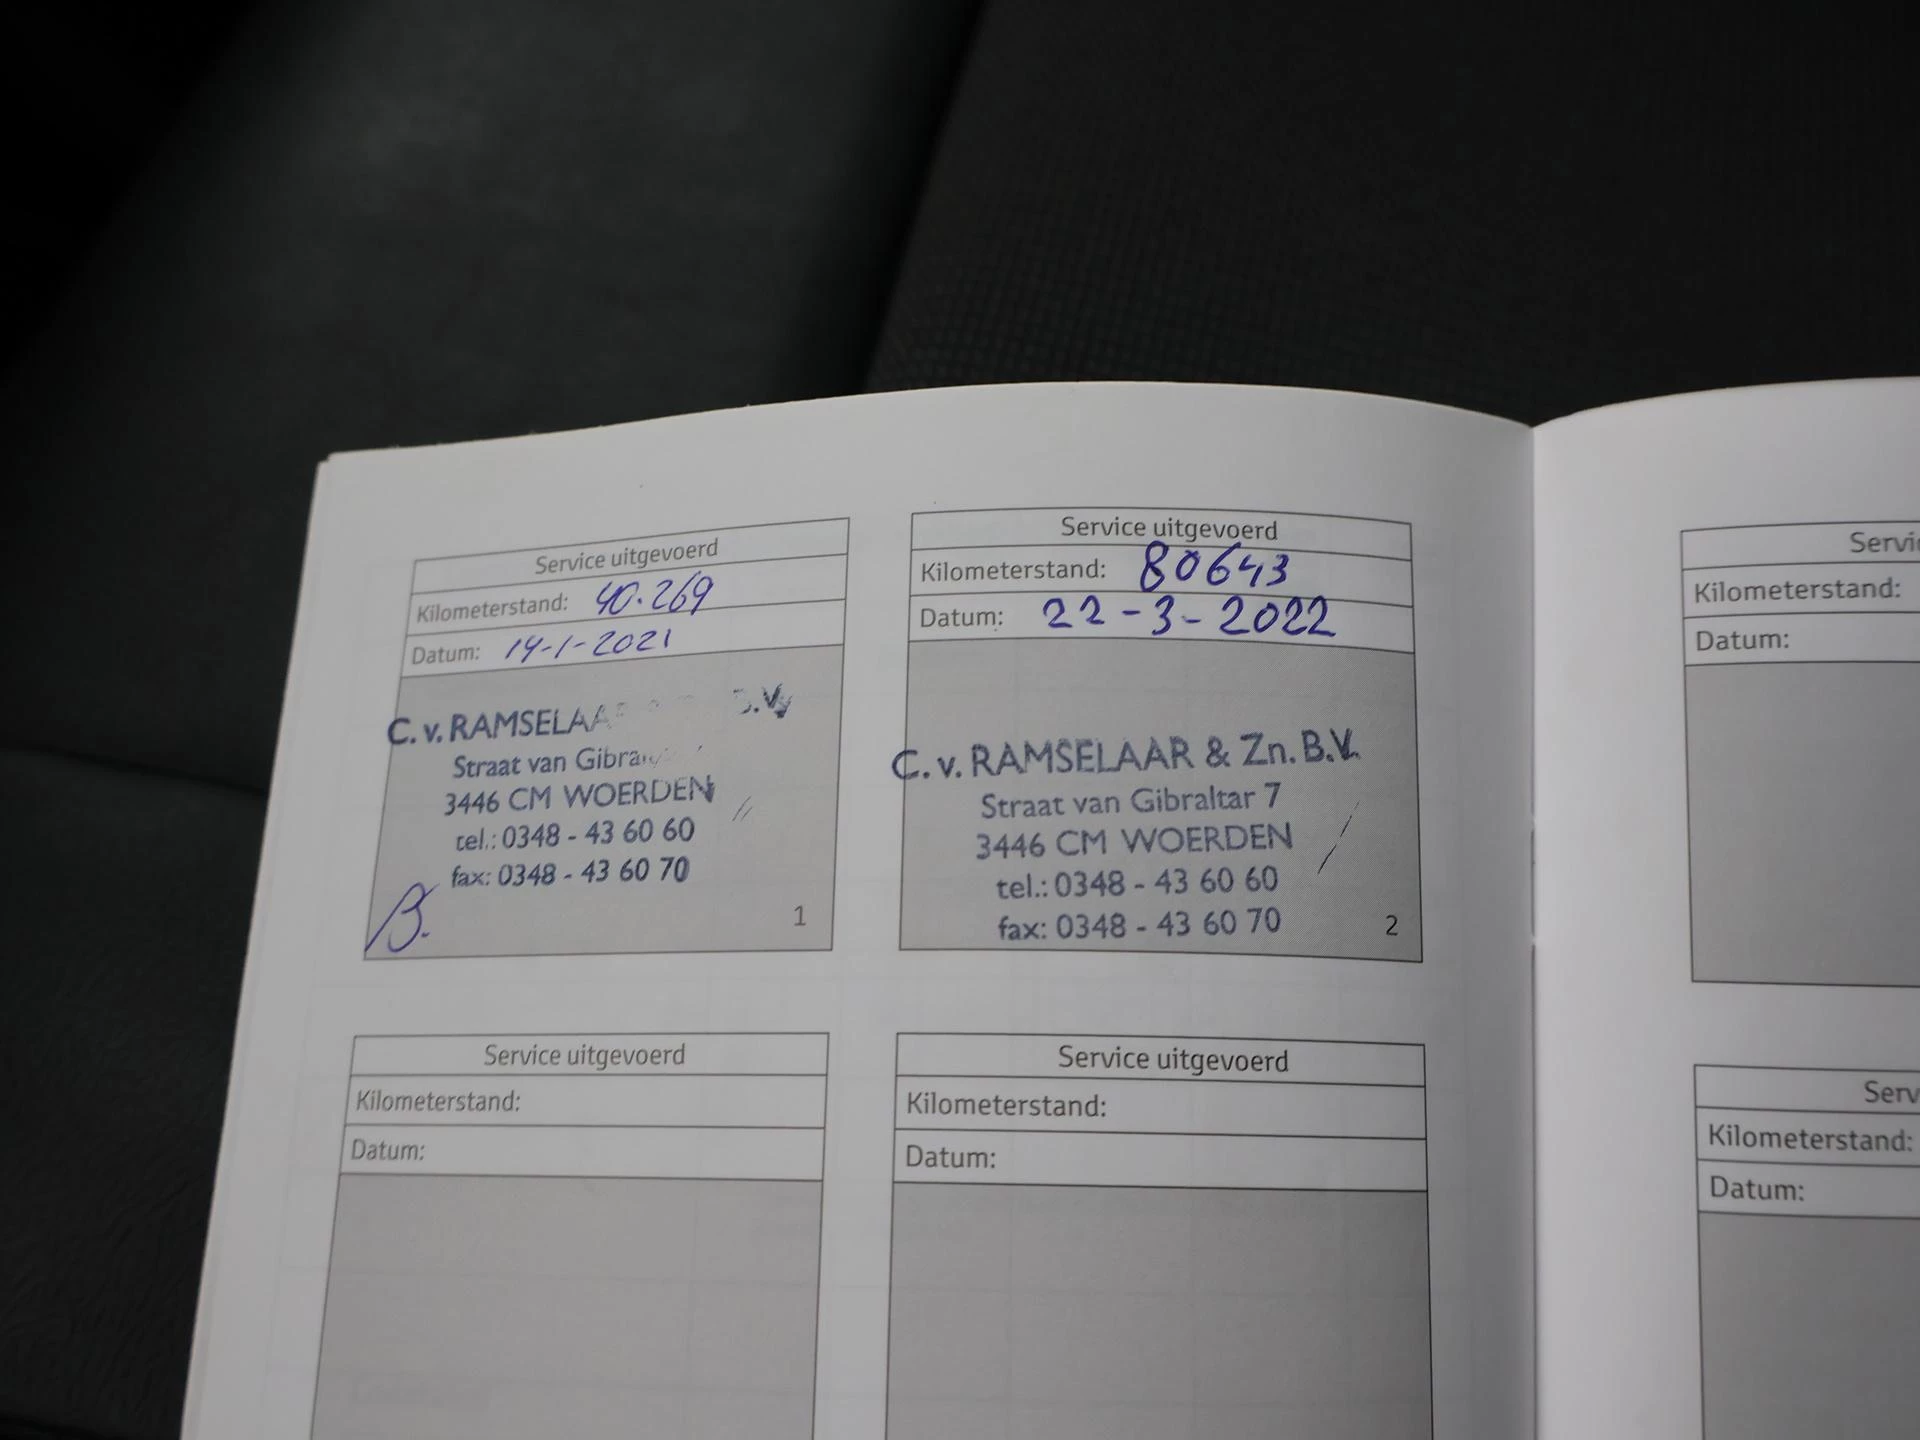 Service uitgevoerd
Kilometerstand: 40.269
Datum: 14-1-2021
C. v. RAMSELAA B.V.
Straat van Gibra
3446 CM WOERDEN
tel.: 0348 - 43 60 60
fax: 0348 - 43 60 70
B.
1
Service uitgevoerd
Kilometerstand: 80643
Datum: 22-3-2022
C. v. RAMSELAAR & Zn. B.V.
Straat van Gibraltar 7
3446 CM WOERDEN
tel.: 0348 - 43 60 60
fax: 0348 - 43 60 70
2
Service uitgevoerd
Kilometerstand:
Datum:
Service uitgevoerd
Kilometerstand:
Datum:
Servic
Kilometerstand:
Datum:
Serv
Kilometerstand:
Datum: